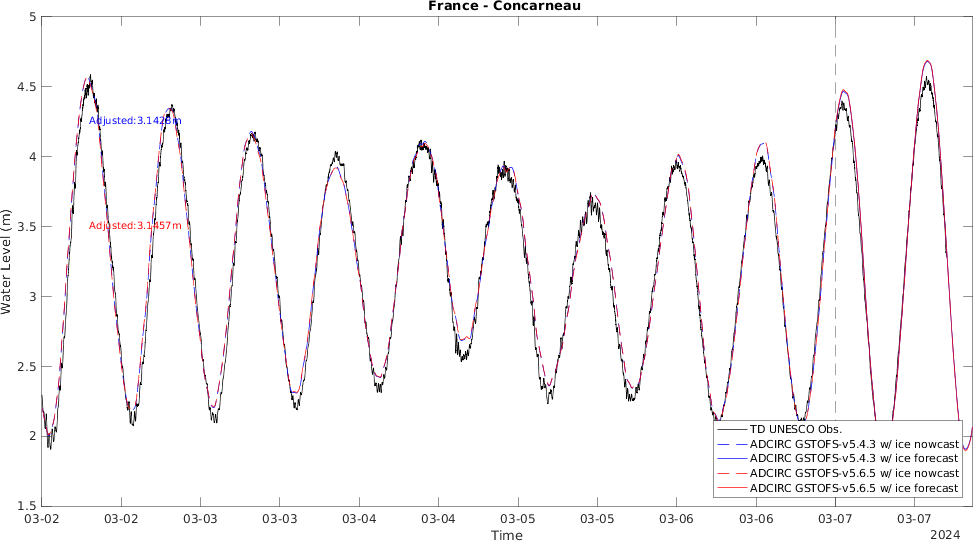 France - Concarneau
5
4.5
4
3.5
3
2.5
2
1.5
Water Level (m)
Adjusted:3.1423m
Adjusted:3.1457m
TD UNESCO Obs.
ADCIRC GSTOFS-v5.4.3 w/ ice nowcast
ADCIRC GSTOFS-v5.4.3 w/ ice forecast
ADCIRC GSTOFS-v5.6.5 w/ ice nowcast
ADCIRC GSTOFS-v5.6.5 w/ ice forecast
03-02 03-02 03-03 03-03 03-04 03-04 03-05 03-05 03-06 03-06 03-07 03-07
Time
2024